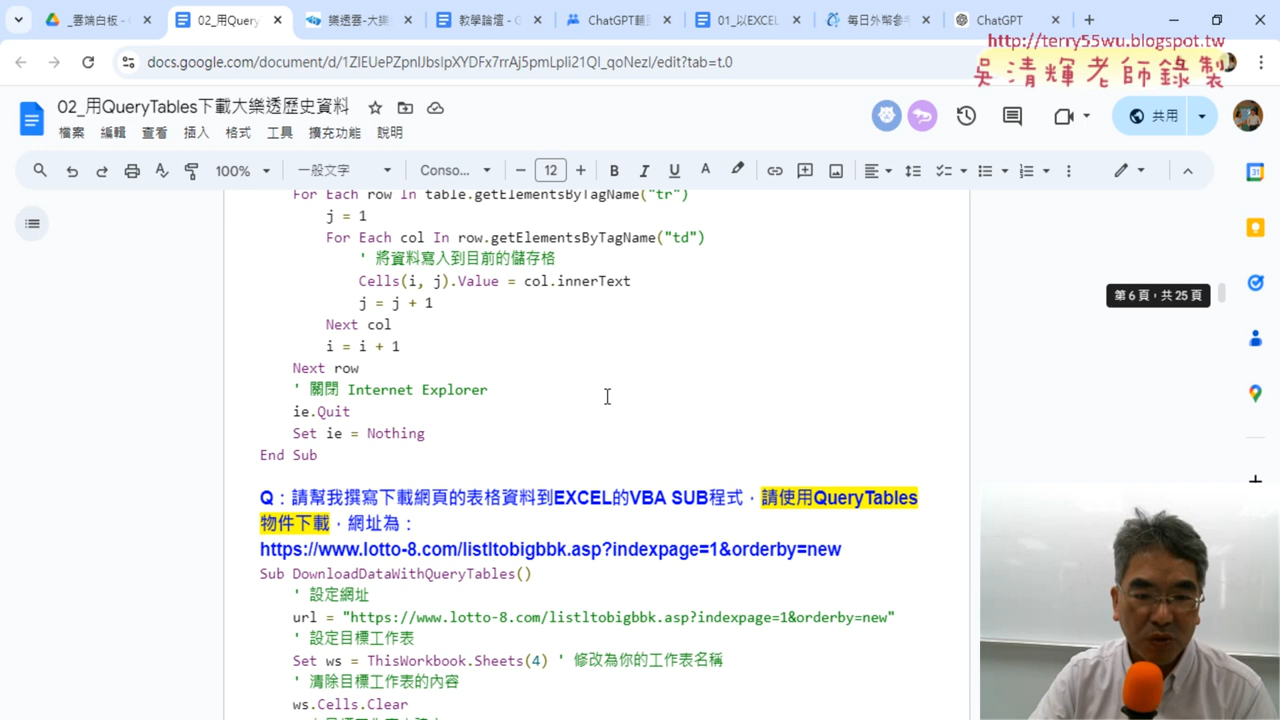 _雲端白板 -
02_用Query
樂透雲-大樂
教學論壇 - G
ChatGPT輔
01_以EXCEL
每日外幣參
ChatGPT
http://terry55wu.blogspot.tw
吳清輝老師錄製
docs.google.com/document/d/1ZIEUePZpnIJbsIpXYDFx7rrAj5pmLpIi21QI_qoNezI/edit?tab=t.0
02_用QueryTables下載大樂透歷史資料
檔案 編輯 查看 插入 格式 工具 擴充功能 說明
共用
100% 一般文字 Conso... 12
For Each row In table.getElementsByTagName("tr")
j = 1
For Each col In row.getElementsByTagName("td")
' 將資料寫入到目前的儲存格
Cells(i, j).Value = col.innerText
j = j + 1
Next col
i = i + 1
Next row
' 關閉 Internet Explorer
ie.Quit
Set ie = Nothing
End Sub
第 6 頁，共 25 頁
Q：請幫我撰寫下載網頁的表格資料到EXCEL的VBA SUB程式，請使用QueryTables
物件下載，網址為：
https://www.lotto-8.com/listltobigbbk.asp?indexpage=1&orderby=new
Sub DownloadDataWithQueryTables()
' 設定網址
url = "https://www.lotto-8.com/listltobigbbk.asp?indexpage=1&orderby=new"
' 設定目標工作表
Set ws = ThisWorkbook.Sheets(4) ' 修改為你的工作表名稱
' 清除目標工作表的內容
ws.Cells.Clear